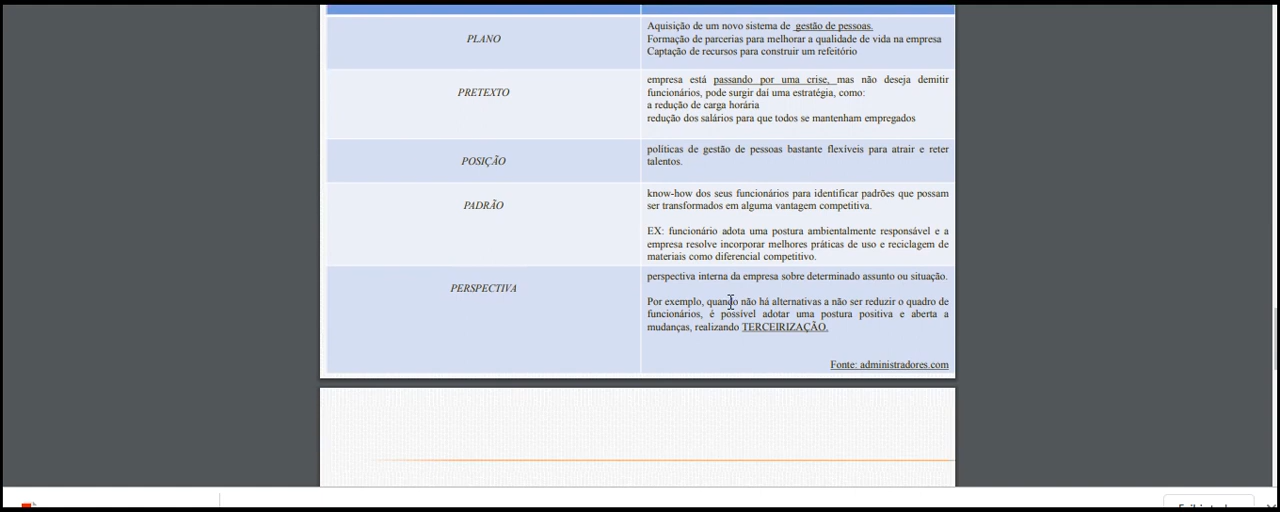 PLANO
Aquisição de um novo sistema de gestão de pessoas.
Formação de parcerias para melhorar a qualidade de vida na empresa
Captação de recursos para construir um refeitório
PRETEXTO
empresa está passando por uma crise, mas não deseja demitir
funcionários, pode surgir daí uma estratégia, como:
a redução de carga horária
redução dos salários para que todos se mantenham empregados
POSIÇÃO
políticas de gestão de pessoas bastante flexíveis para atrair e reter
talentos.
PADRÃO
know-how dos seus funcionários para identificar padrões que possam
ser transformados em alguma vantagem competitiva.
EX: funcionário adota uma postura ambientalmente responsável e a
empresa resolve incorporar melhores práticas de uso e reciclagem de
materiais como diferencial competitivo.
PERSPECTIVA
perspectiva interna da empresa sobre determinado assunto ou situação.
Por exemplo, quando não há alternativas a não ser reduzir o quadro de
funcionários, é possível adotar uma postura positiva e aberta a
mudanças, realizando TERCEIRIZAÇÃO.
Fonte: administradores.com